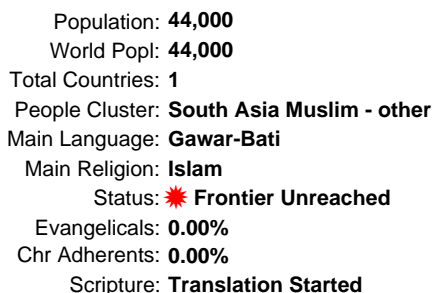 Population: 44,000
World Popl: 44,000
Total Countries: 1
People Cluster: South Asia Muslim - other
Main Language: Gawar-Bati
Main Religion: Islam
Status: Frontier Unreached
Evangelicals: 0.00%
Chr Adherents: 0.00%
Scripture: Translation Started